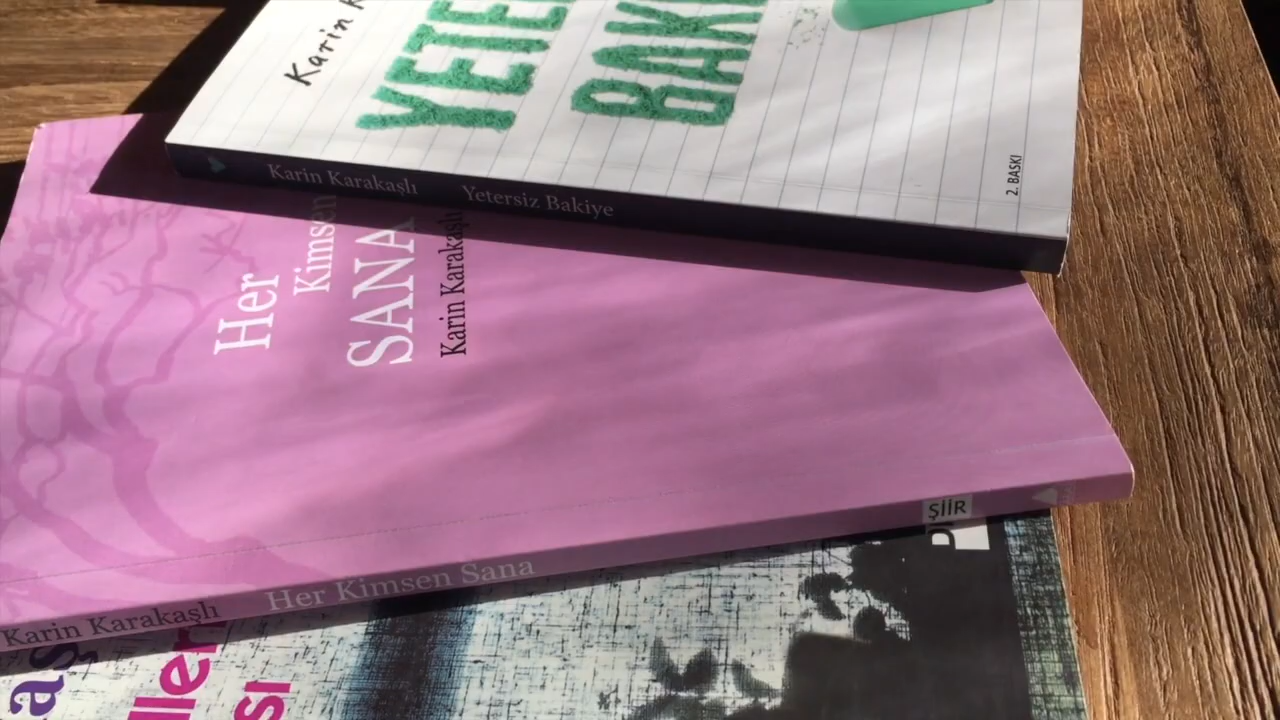 Karin
YETE
BAKİ
2. BASKI
Karin Karakaşlı Yetersiz Bakiye
Her
Kimsen
SANA
Karin Karakaşlı
ŞİİR
Karin Karakaşlı Her Kimsen Sana